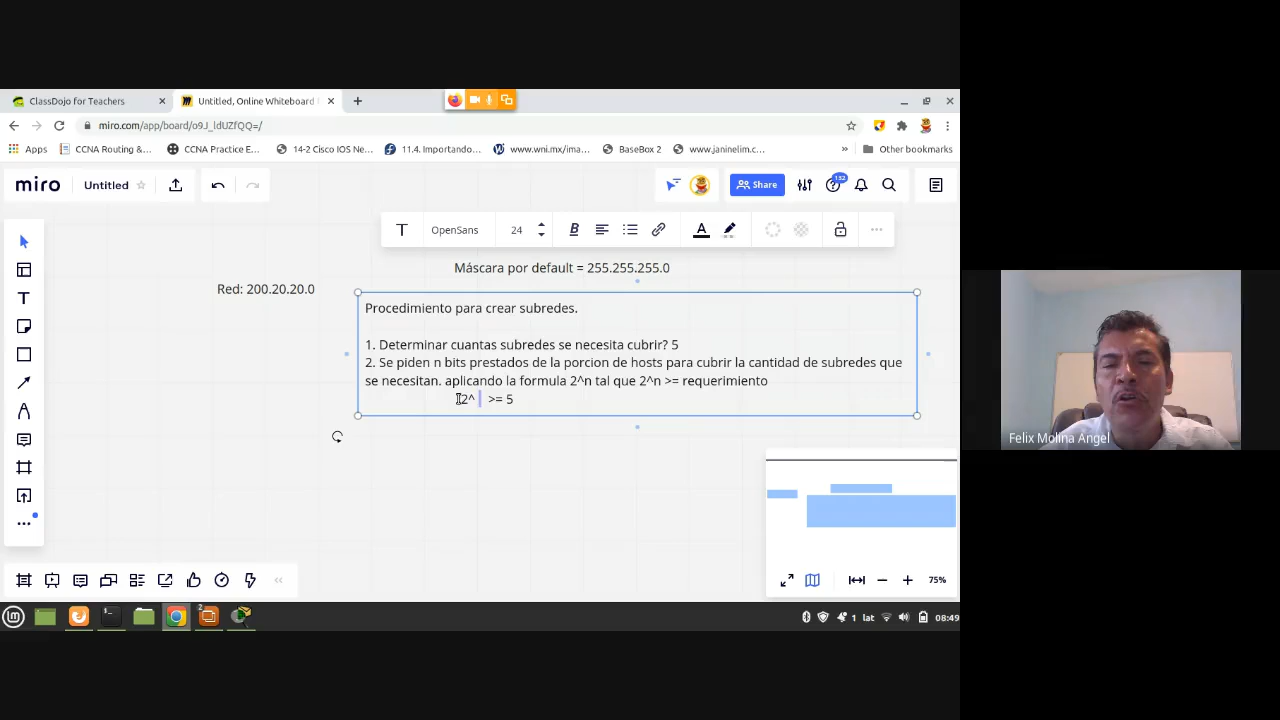 ClassDojo for Teachers
Untitled, Online Whiteboard
miro.com/app/board/o9J_ldUZfQQ=/
Apps
CCNA Routing &...
CCNA Practice E...
14-2 Cisco IOS Ne...
11.4. Importando...
www.wni.mx/ima...
BaseBox 2
www.janinelim.c...
»
Other bookmarks
miro
Untitled
Share
132
T
OpenSans
24
B
A
...
Máscara por default = 255.255.255.0
Red: 200.20.20.0
Procedimiento para crear subredes.
1. Determinar cuantas subredes se necesita cubrir? 5
2. Se piden n bits prestados de la porcion de hosts para cubrir la cantidad de subredes que
se necesitan. aplicando la formula 2^n tal que 2^n >= requerimiento
2^ >= 5
Felix Molina Angel
75%
2
1 lat
08:49